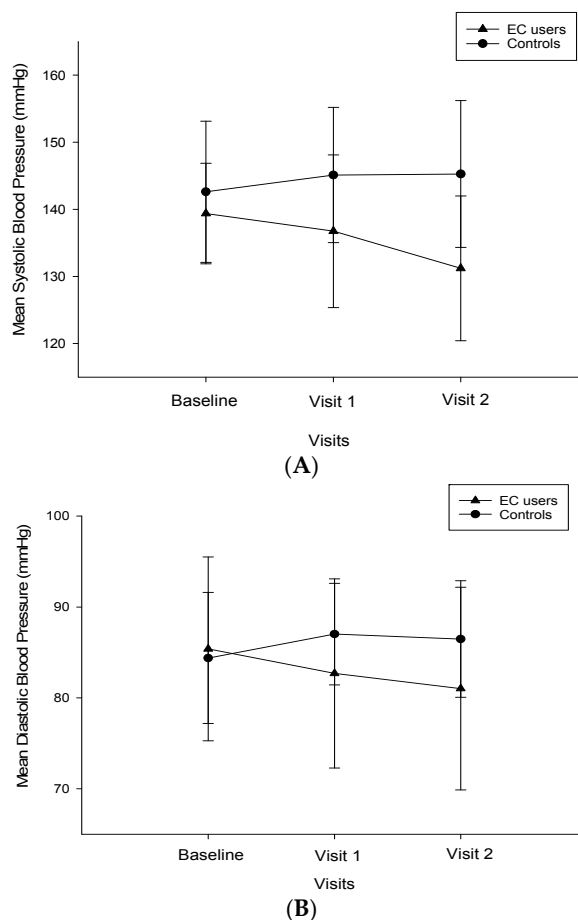 EC users
Controls
160
150
140
130
120
Mean Systolic Blood Pressure (mmHg)
Baseline
Visit 1
Visit 2
Visits
(A)
EC users
Controls
100
90
80
70
Mean Diastolic Blood Pressure (mmHg)
Baseline
Visit 1
Visit 2
Visits
(B)